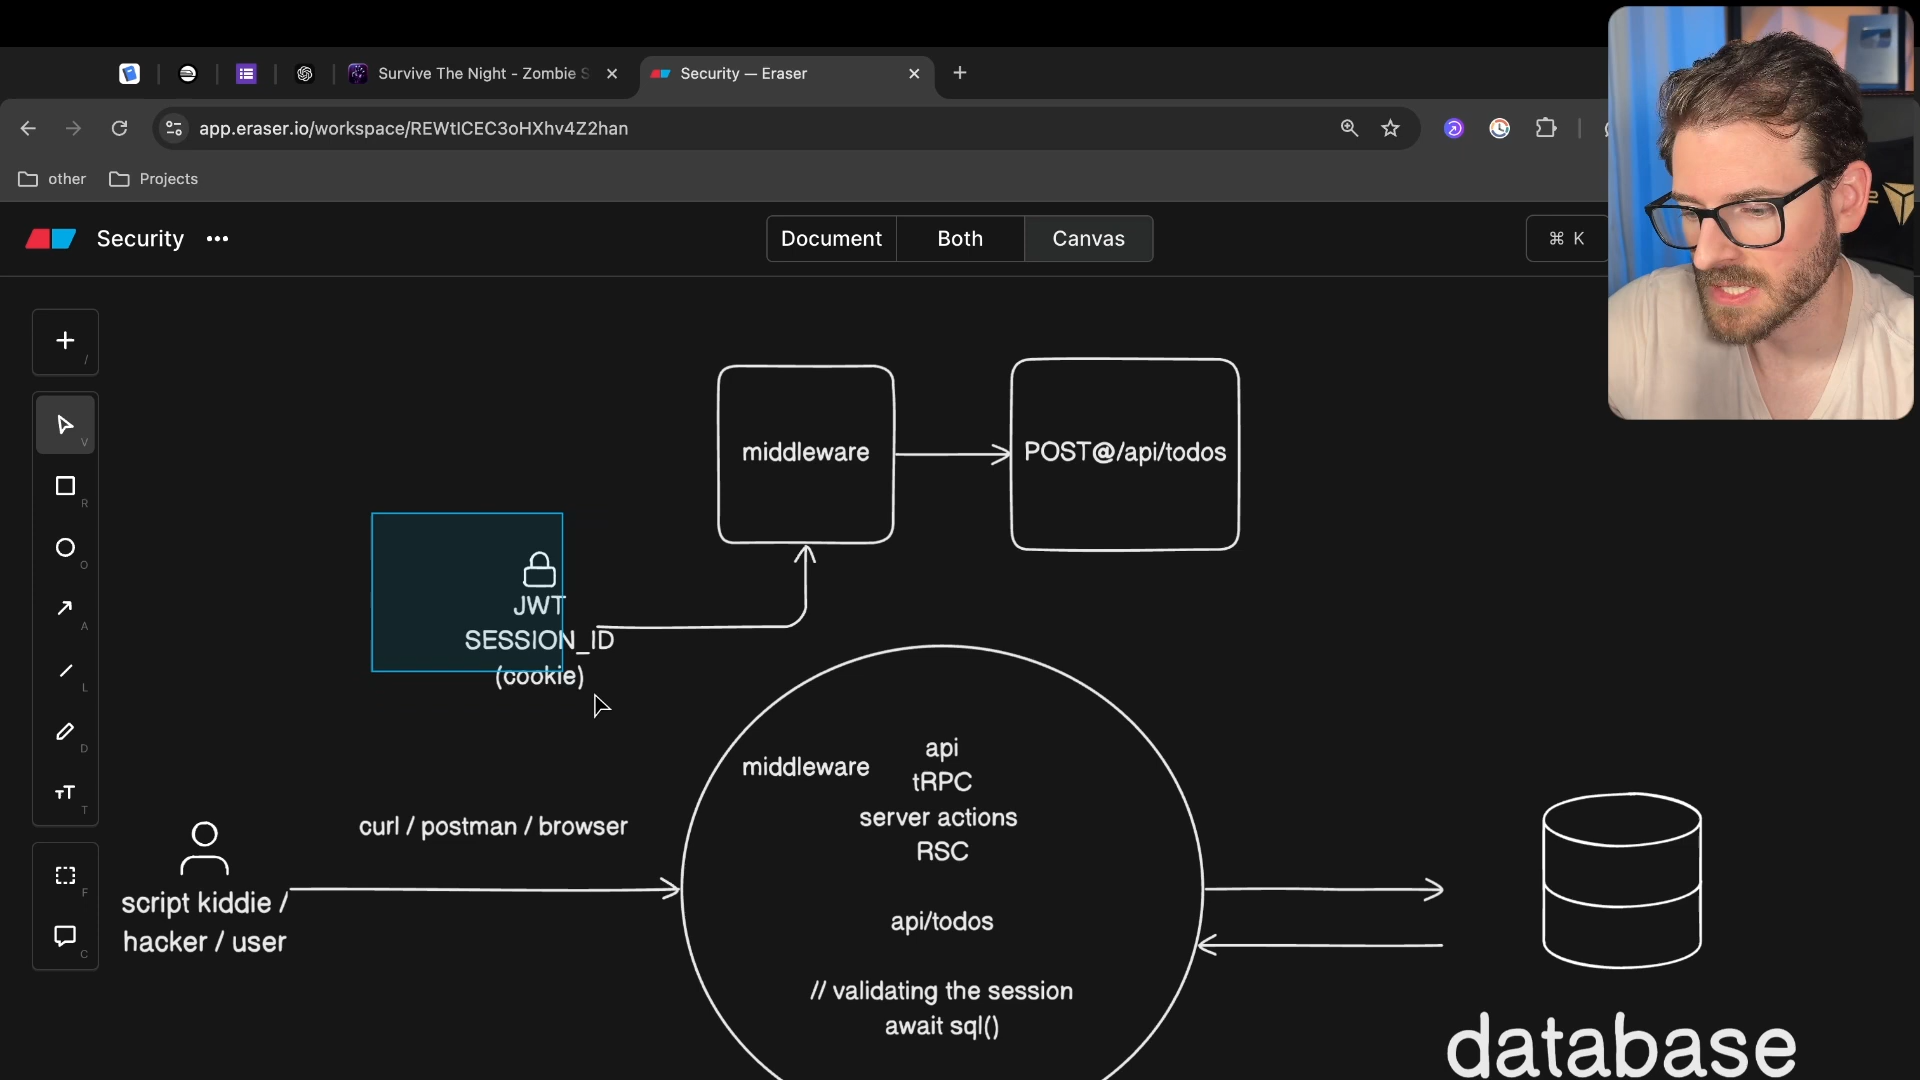 Survive The Night - Zombie S
Security — Eraser
app.eraser.io/workspace/REWtlCEC3oHXhv4Z2han
other
Projects
Security
Document
Both
Canvas
⌘ K
/
V
R
O
A
L
D
T
F
C
middleware
POST@/api/todos
JWT
SESSION_ID
(cookie)
curl / postman / browser
script kiddie /
hacker / user
middleware
api
tRPC
server actions
RSC
api/todos
// validating the session
await sql()
database